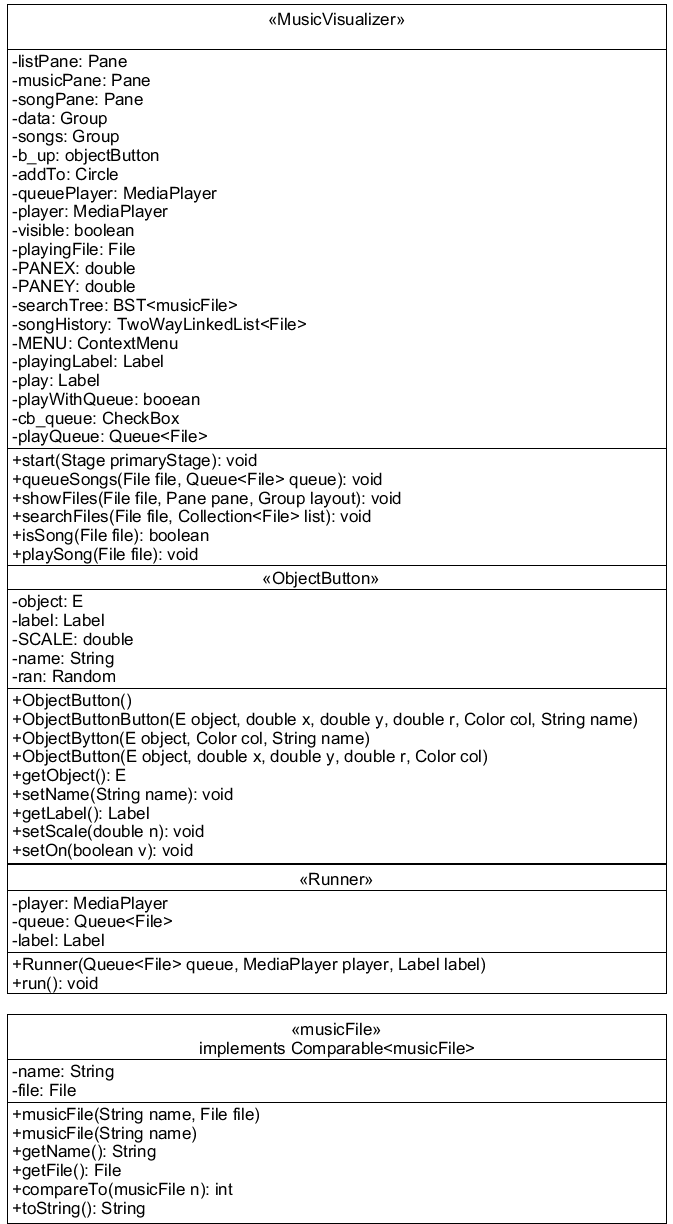 «MusicVisualizer»
-listPane: Pane
-musicPane: Pane
-songPane: Pane
-data: Group
-songs: Group
-b_up: objectButton
-addTo: Circle
-queuePlayer: MediaPlayer
-player: MediaPlayer
-visible: boolean
-playingFile: File
-PANEX: double
-PANEY: double
-searchTree: BST<musicFile>
-songHistory: TwoWayLinkedList<File>
-MENU: ContextMenu
-playingLabel: Label
-play: Label
-playWithQueue: booean
-cb_queue: CheckBox
-playQueue: Queue<File>
+start(Stage primaryStage): void
+queueSongs(File file, Queue<File> queue): void
+showFiles(File file, Pane pane, Group layout): void
+searchFiles(File file, Collection<File> list): void
+isSong(File file): boolean
+playSong(File file): void
«ObjectButton»
-object: E
-label: Label
-SCALE: double
-name: String
-ran: Random
+ObjectButton()
+ObjectButtonButton(E object, double x, double y, double r, Color col, String name)
+ObjectBytton(E object, Color col, String name)
+ObjectButton(E object, double x, double y, double r, Color col)
+getObject(): E
+setName(String name): void
+getLabel(): Label
+setScale(double n): void
+setOn(boolean v): void
«Runner»
-player: MediaPlayer
-queue: Queue<File>
-label: Label
+Runner(Queue<File> queue, MediaPlayer player, Label label)
+run(): void
«musicFile»
implements Comparable<musicFile>
-name: String
-file: File
+musicFile(String name, File file)
+musicFile(String name)
+getName(): String
+getFile(): File
+compareTo(musicFile n): int
+toString(): String